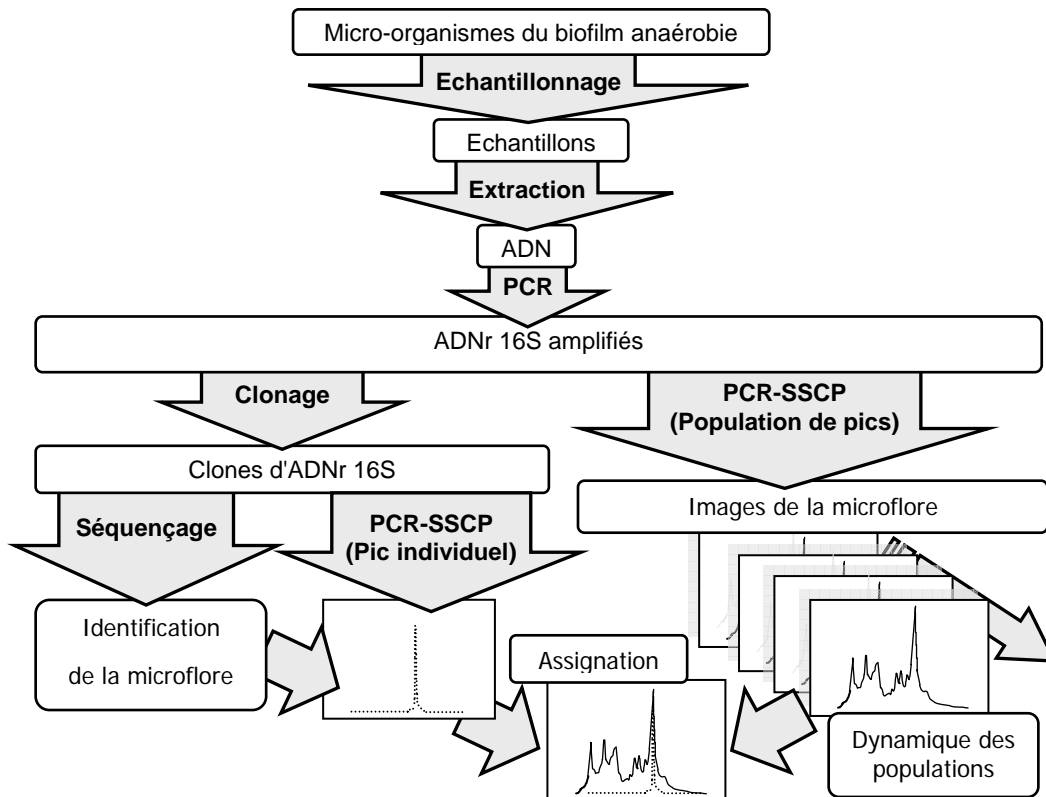 Micro-organismes du biofilm anaérobie
Echantillonnage
Echantillons
Extraction
ADN
PCR
ADNr 16S amplifiés
Clonage
PCR-SSCP
(Population de pics)
Clones d'ADNr 16S
Images de la microflore
Séquençage
PCR-SSCP
(Pic individuel)
Identification
de la microflore
Assignation
Dynamique des
populations